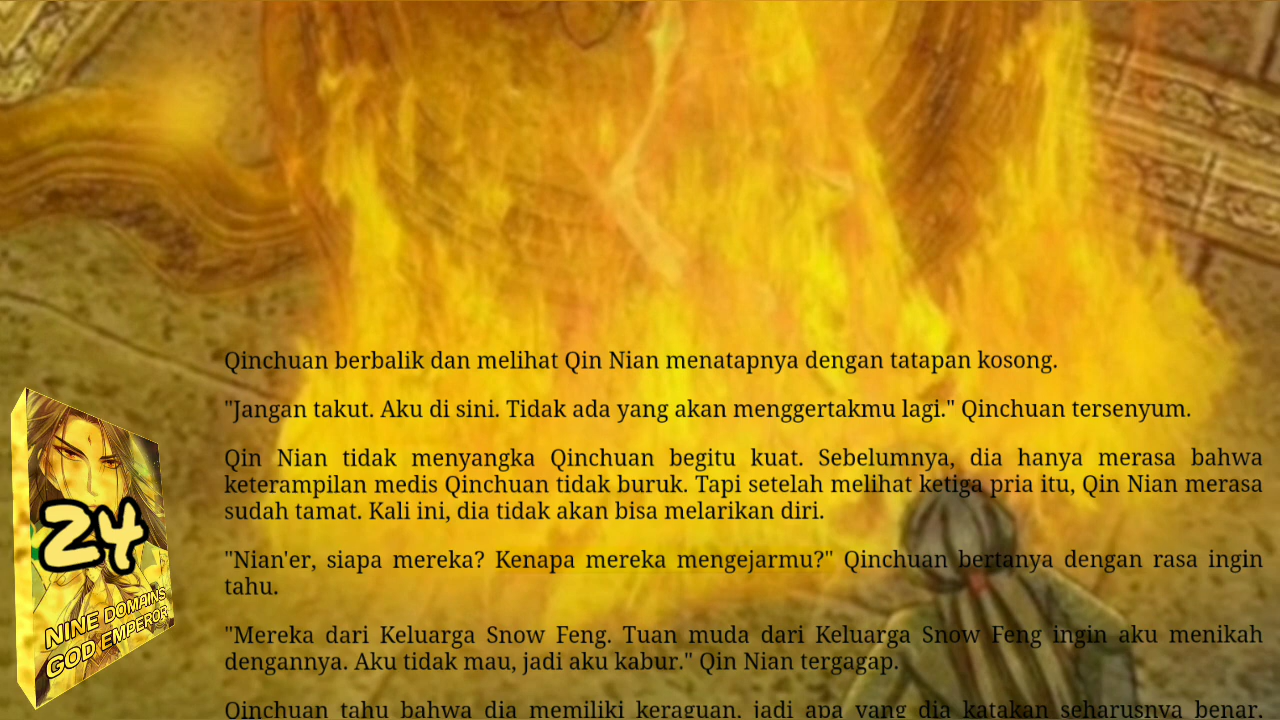 Qinchuan berbalik dan melihat Qin Nian menatapnya dengan tatapan kosong.
"Jangan takut. Aku di sini. Tidak ada yang akan menggertakmu lagi." Qinchuan tersenyum.
Qin Nian tidak menyangka Qinchuan begitu kuat. Sebelumnya, dia hanya merasa bahwa
keterampilan medis Qinchuan tidak buruk. Tapi setelah melihat ketiga pria itu, Qin Nian merasa
sudah tamat. Kali ini, dia tidak akan bisa melarikan diri.
"Nian'er, siapa mereka? Kenapa mereka mengejarmu?" Qinchuan bertanya dengan rasa ingin
tahu.
"Mereka dari Keluarga Snow Feng. Tuan muda dari Keluarga Snow Feng ingin aku menikah
dengannya. Aku tidak mau, jadi aku kabur." Qin Nian tergagap.
Qinchuan tahu bahwa dia memiliki keraguan, jadi apa yang dia katakan seharusnya benar.
24
NINE DOMAINS
GOD EMPEROR